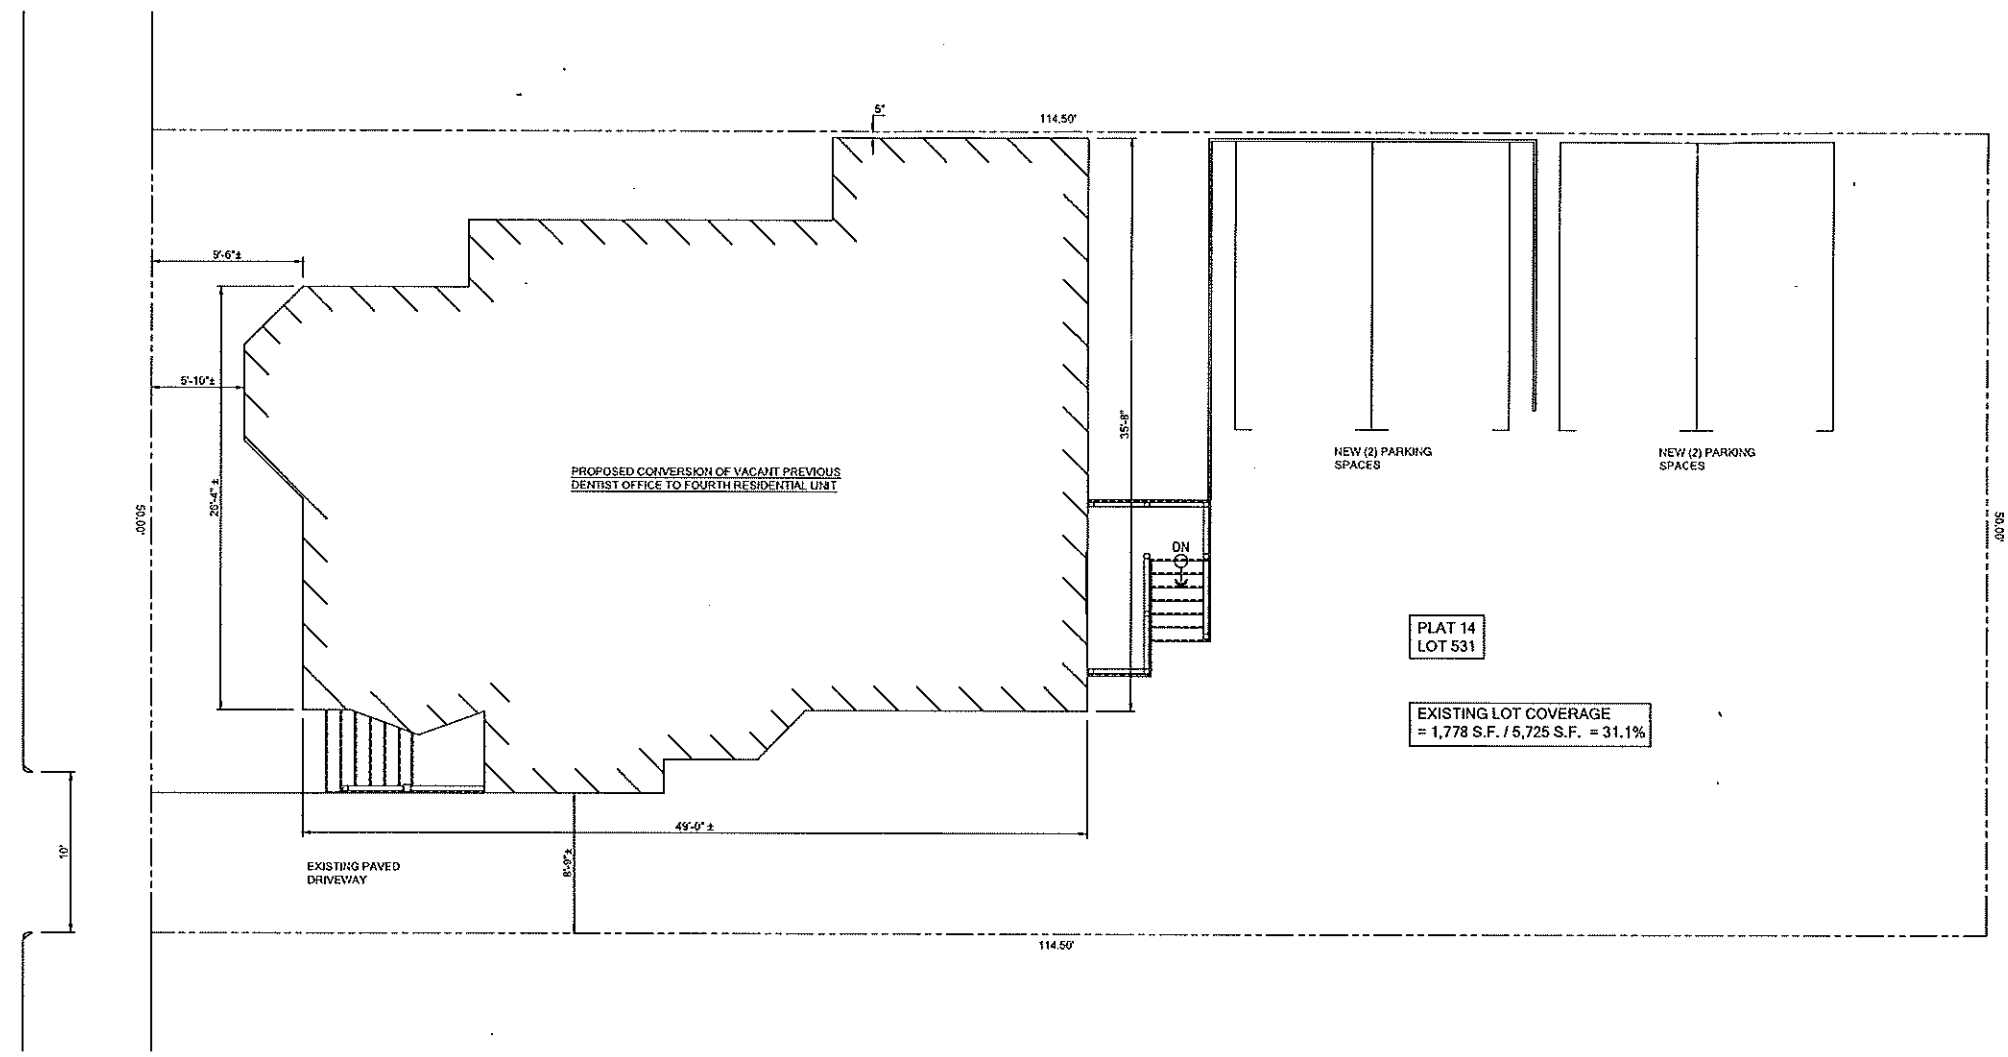 5"
114.50'
9'-6"±
5'-10"±
26'-4" ±
50.00'
35'-8"
NEW (2) PARKING
SPACES
NEW (2) PARKING
SPACES
PROPOSED CONVERSION OF VACANT PREVIOUS
DENTIST OFFICE TO FOURTH RESIDENTIAL UNIT
50.00'
DN
PLAT 14
LOT 531
EXISTING LOT COVERAGE
= 1,778 S.F. / 5,725 S.F. = 31.1%
49'-0" ±
10'
8'-9"±
EXISTING PAVED
DRIVEWAY
114.50'